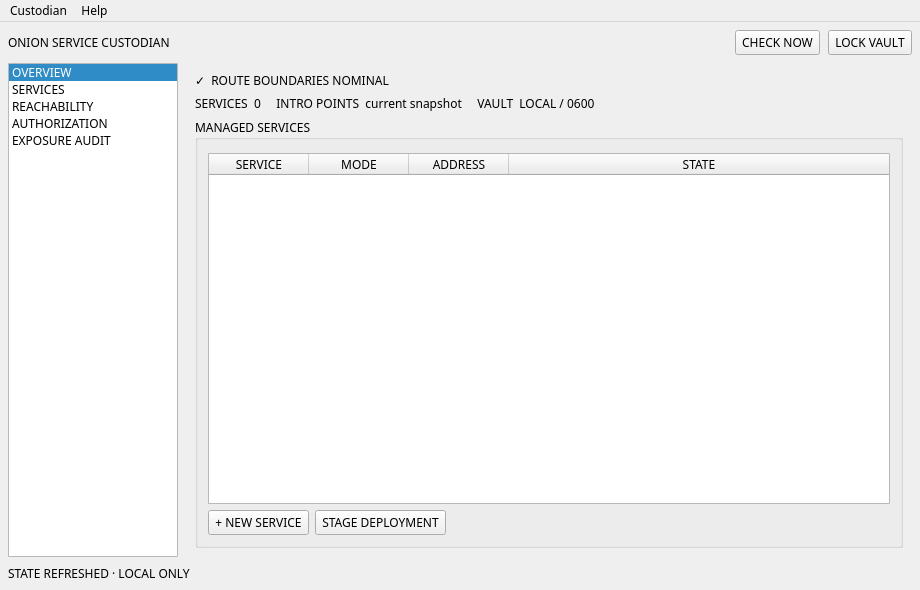 Custodian Help
ONION SERVICE CUSTODIAN
CHECK NOW
LOCK VAULT
OVERVIEW
SERVICES
REACHABILITY
AUTHORIZATION
EXPOSURE AUDIT
✓ ROUTE BOUNDARIES NOMINAL
SERVICES 0 INTRO POINTS current snapshot VAULT LOCAL / 0600
MANAGED SERVICES
SERVICE MODE ADDRESS STATE
+ NEW SERVICE
STAGE DEPLOYMENT
STATE REFRESHED · LOCAL ONLY